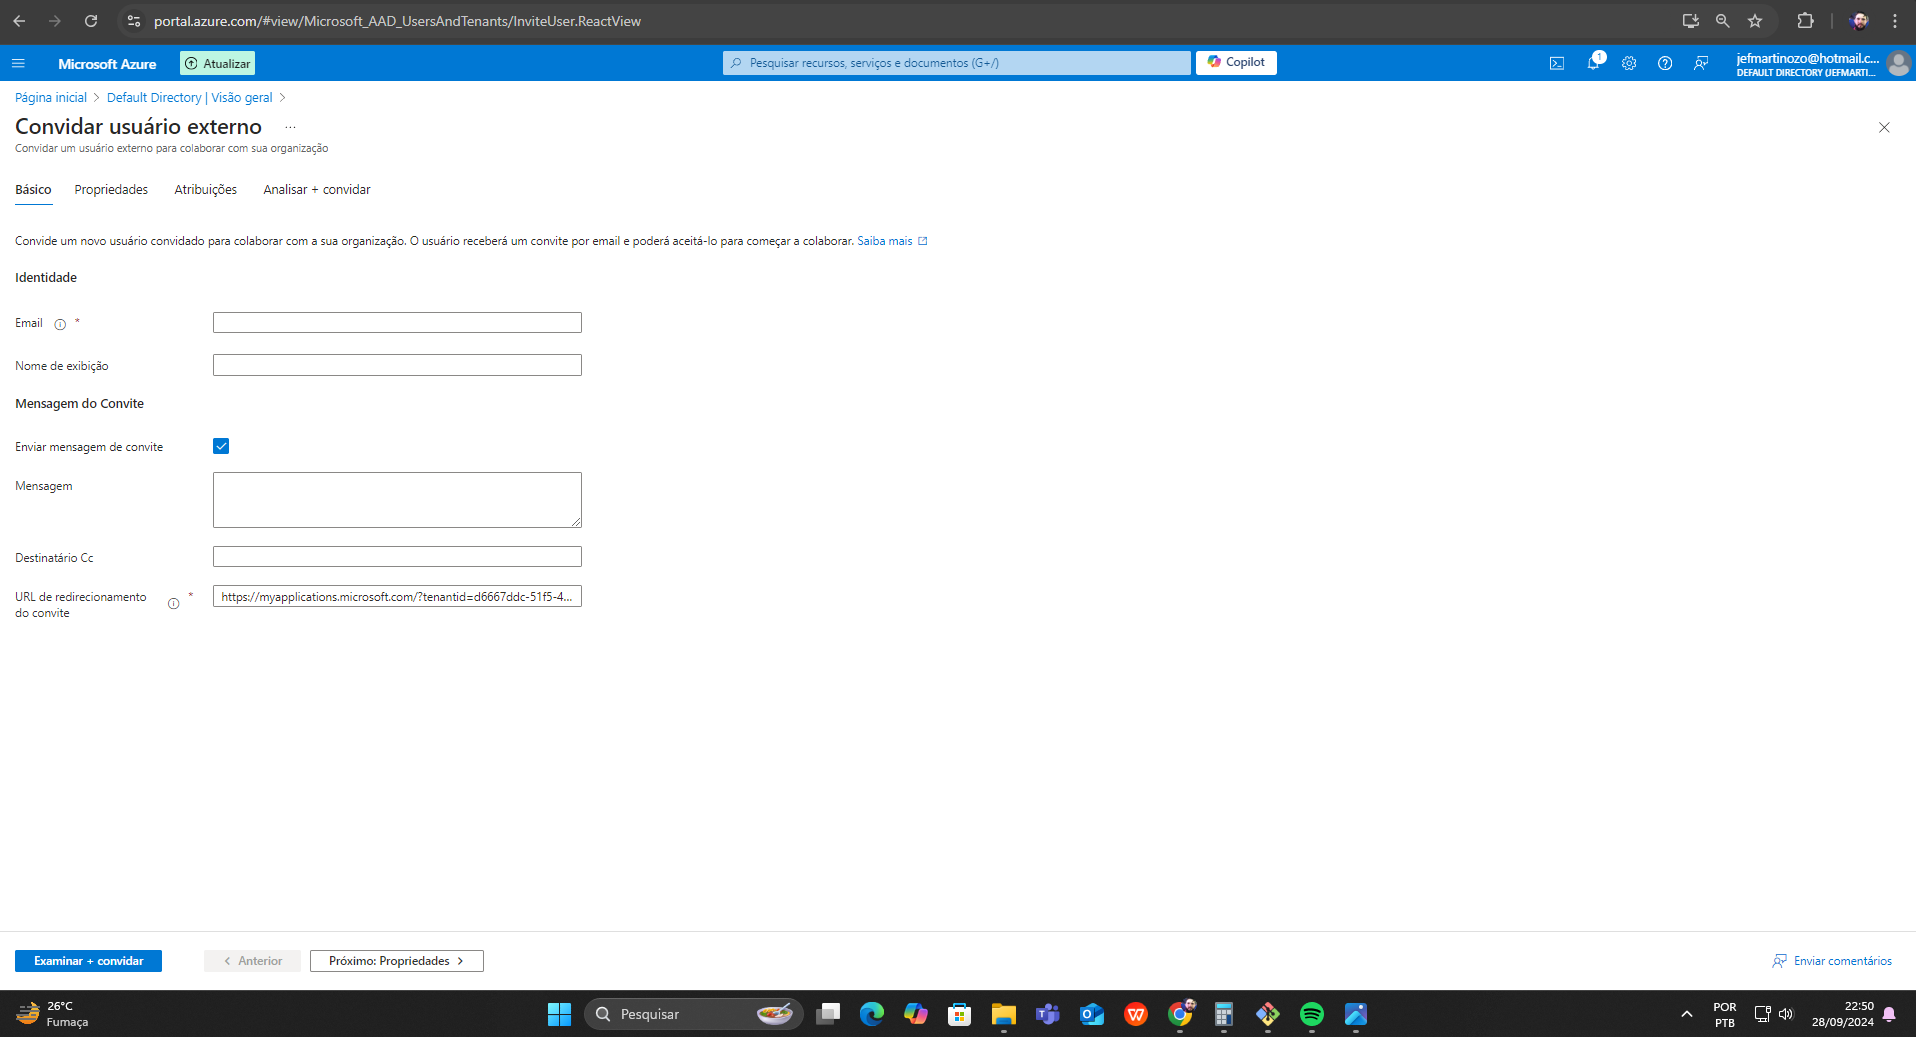 portal.azure.com/#view/Microsoft_AAD_UsersAndTenants/InviteUser.ReactView
Microsoft Azure
Atualizar
Pesquisar recursos, serviços e documentos (G+/)
Copilot
1
jefmartinozo@hotmail.c...
DEFAULT DIRECTORY (JEFMARTI...
Página inicial > Default Directory | Visão geral >
Convidar usuário externo ...
Convidar um usuário externo para colaborar com sua organização
Básico Propriedades Atribuições Analisar + convidar
Convide um novo usuário convidado para colaborar com a sua organização. O usuário receberá um convite por email e poderá aceitá-lo para começar a colaborar. Saiba mais
Identidade
Email *
Nome de exibição
Mensagem do Convite
Enviar mensagem de convite
Mensagem
Destinatário Cc
URL de redirecionamento do convite *
https://myapplications.microsoft.com/?tenantid=d6667ddc-51f5-4...
Examinar + convidar
< Anterior
Próximo: Propriedades >
Enviar comentários
26°C
Fumaça
Pesquisar
POR
PTB
22:50
28/09/2024